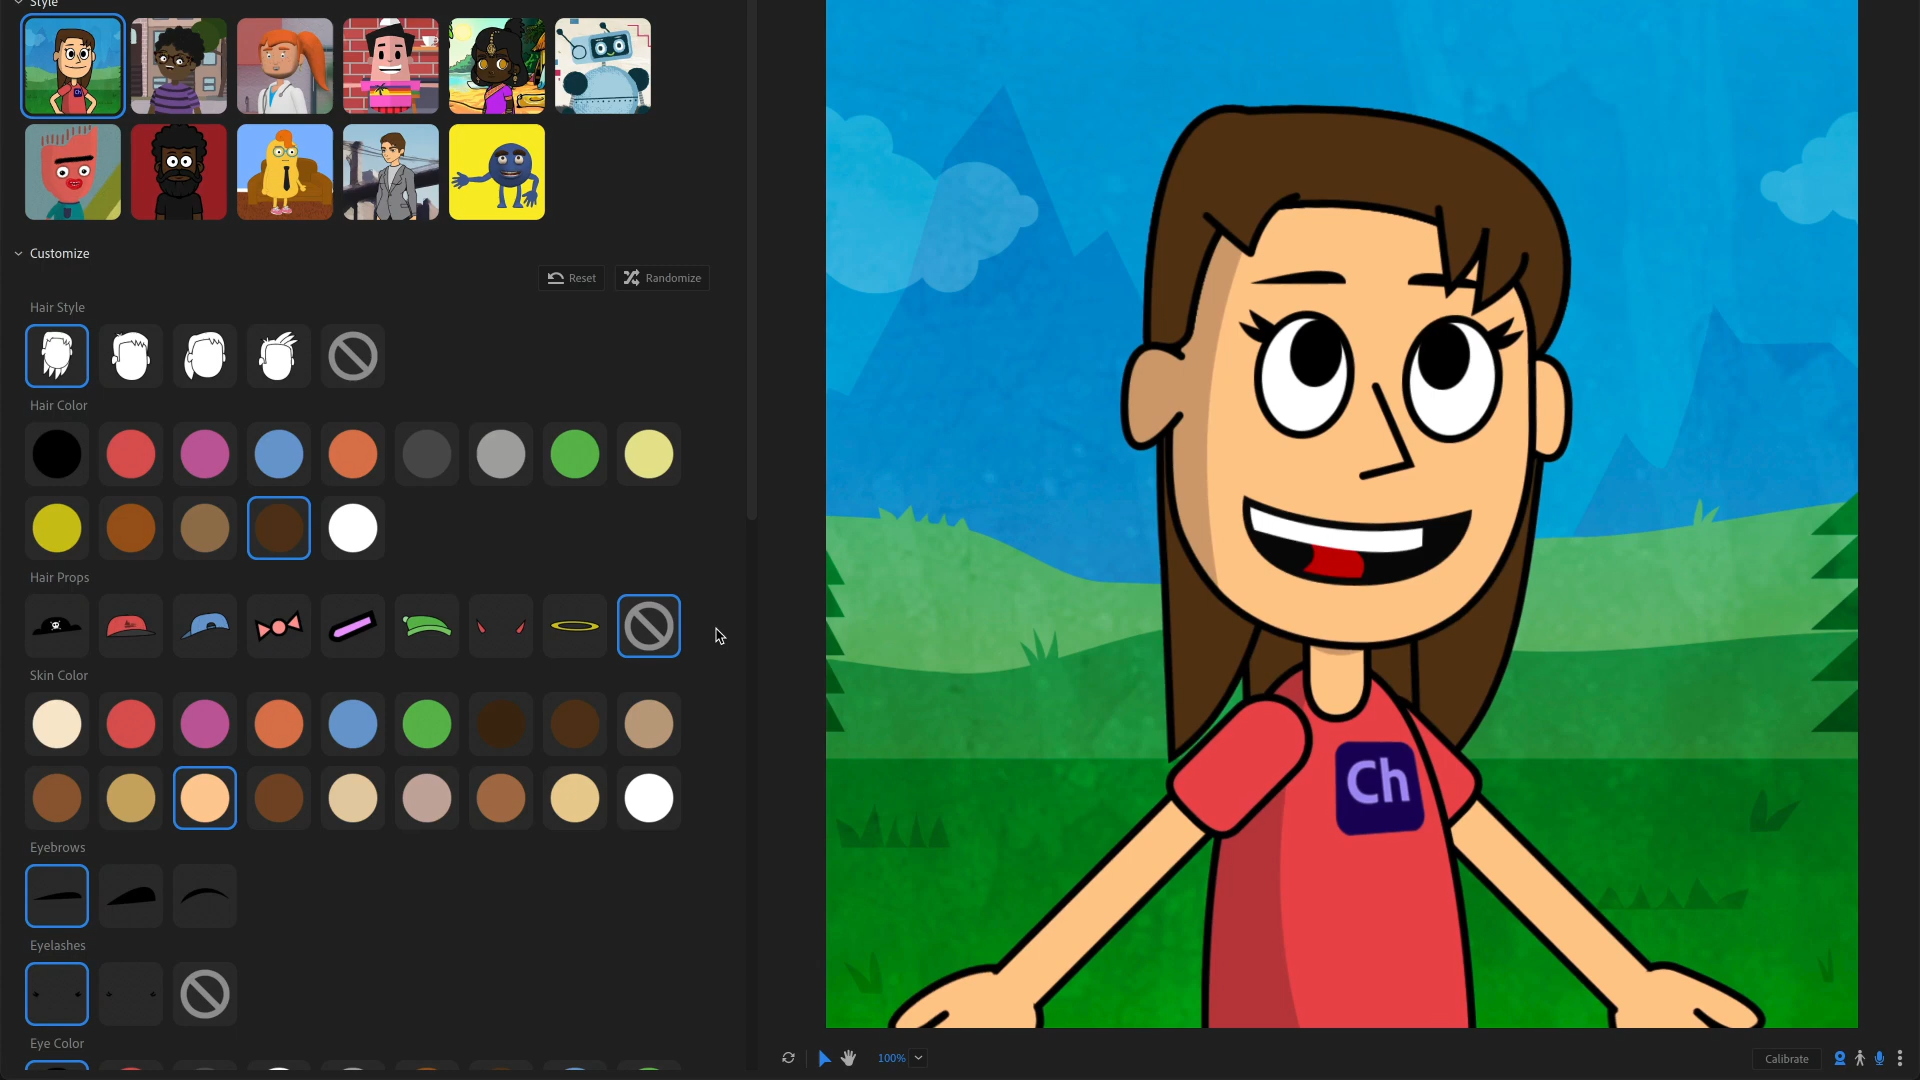 Style
Customize
Reset
Randomize
Hair Style
Hair Color
Hair Props
Skin Color
Eyebrows
Eyelashes
Eye Color
Ch
100%
Calibrate